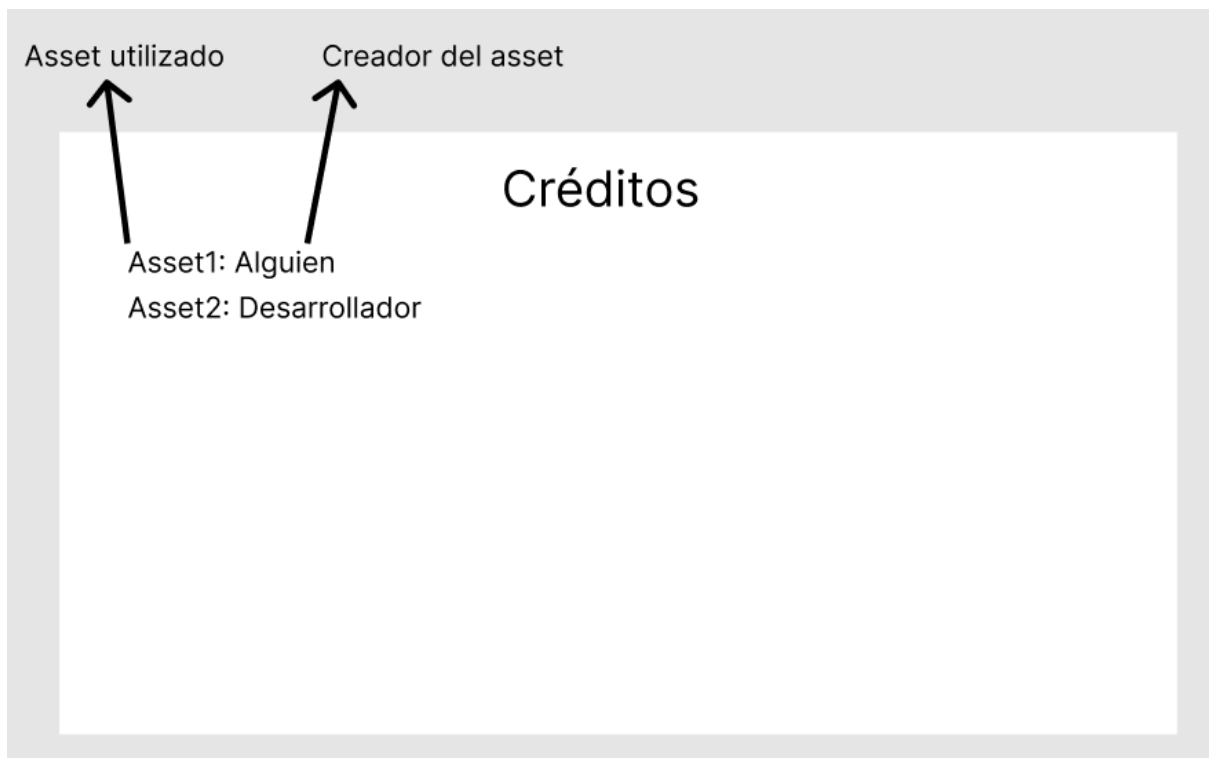 Asset utilizado Creador del asset
Créditos
Asset1: Alguien
Asset2: Desarrollador